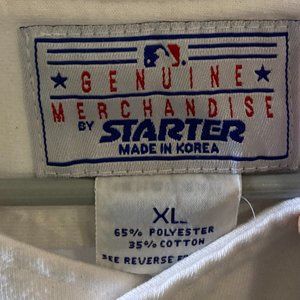 GENUINE
MERCHANDISE
BY STARTER
MADE IN KOREA
XL
65% POLYESTER
35% COTTON
SEE REVERSE